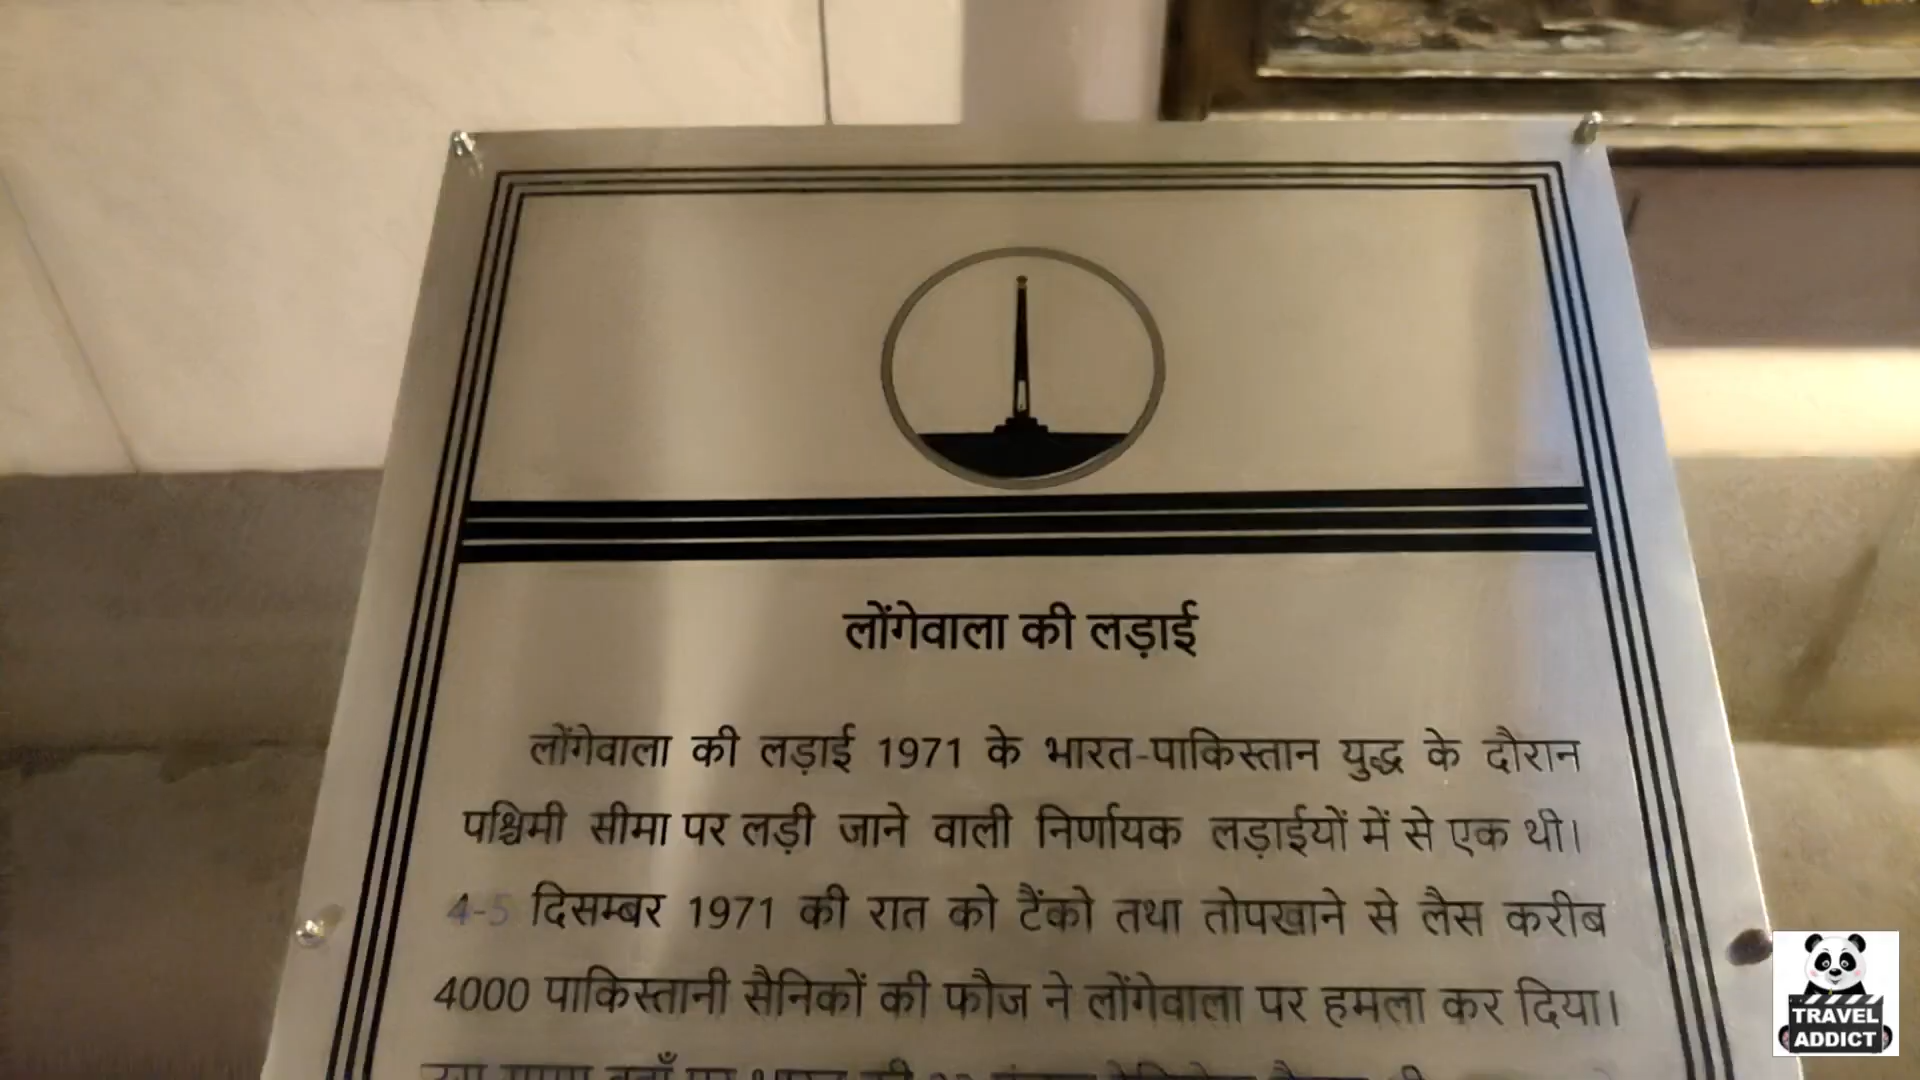 लोंगेवाला की लड़ाई
लोंगेवाला की लड़ाई 1971 के भारत-पाकिस्तान युद्ध के दौरान
पश्चिमी सीमा पर लड़ी जाने वाली निर्णायक लड़ाईयों में से एक थी।
4-5 दिसम्बर 1971 की रात को टैंको तथा तोपखाने से लैस करीब
4000 पाकिस्तानी सैनिकों की फौज ने लोंगेवाला पर हमला कर दिया।
TRAVEL
ADDICT